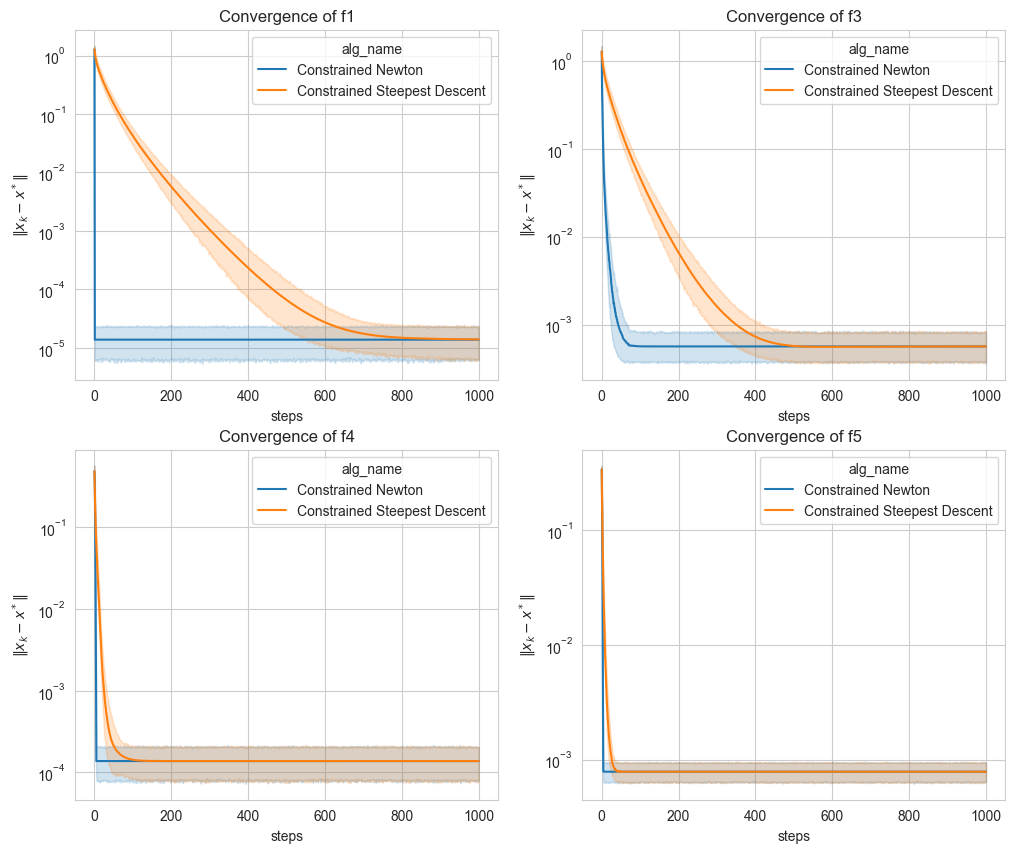 Convergence of f1
alg_name
Constrained Newton
Constrained Steepest Descent
10^0
10^-1
10^-2
10^-3
10^-4
10^-5
‖x_k − x^*‖
0 200 400 600 800 1000
steps
Convergence of f3
alg_name
Constrained Newton
Constrained Steepest Descent
10^0
10^-1
10^-2
10^-3
‖x_k − x^*‖
0 200 400 600 800 1000
steps
Convergence of f4
alg_name
Constrained Newton
Constrained Steepest Descent
10^-1
10^-2
10^-3
10^-4
‖x_k − x^*‖
0 200 400 600 800 1000
steps
Convergence of f5
alg_name
Constrained Newton
Constrained Steepest Descent
10^-1
10^-2
10^-3
‖x_k − x^*‖
0 200 400 600 800 1000
steps